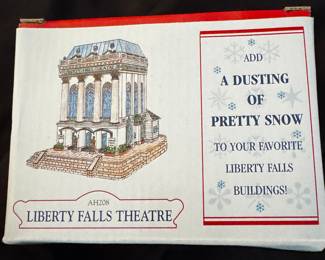 AH208
LIBERTY FALLS THEATRE
ADD
A DUSTING
OF
PRETTY SNOW
TO YOUR FAVORITE
LIBERTY FALLS
BUILDINGS!